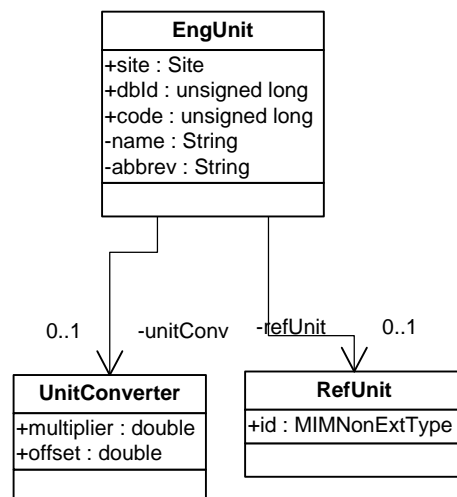 EngUnit
+site : Site
+dbId : unsigned long
+code : unsigned long
-name : String
-abbrev : String
0..1 -unitConv -refUnit 0..1
UnitConverter
+multiplier : double
+offset : double
RefUnit
+id : MIMNonExtType